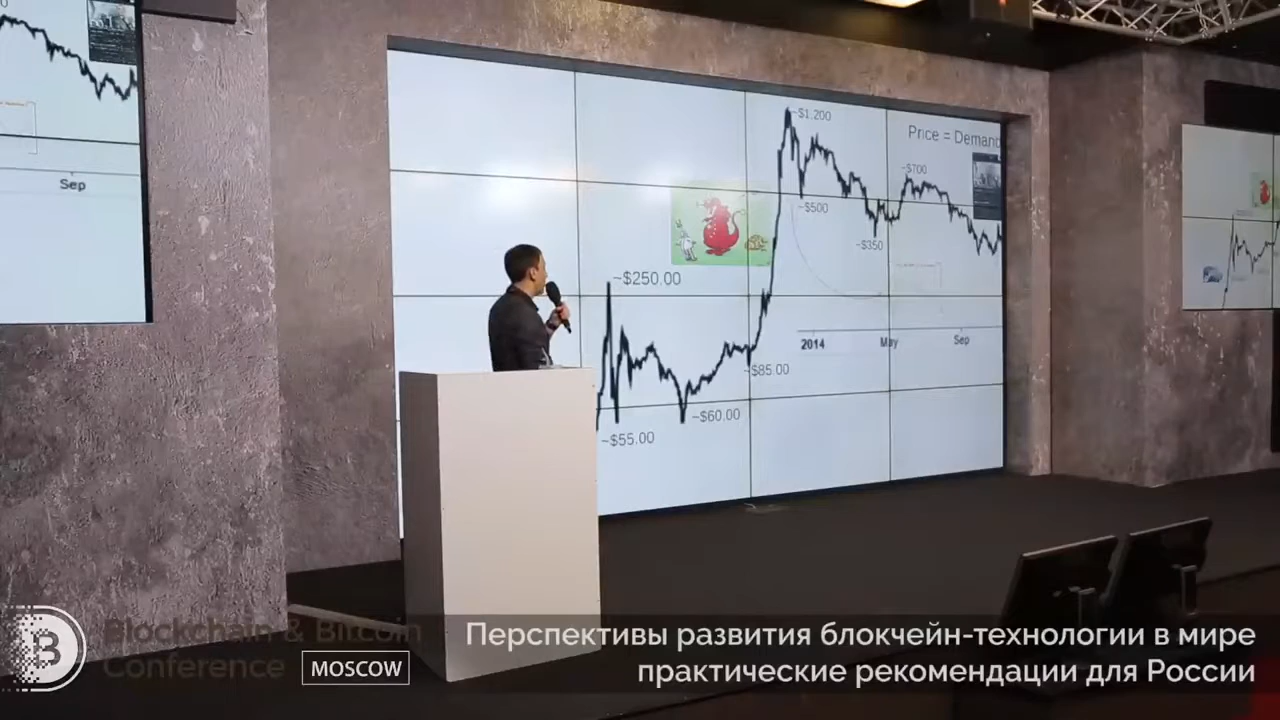 Sep
~$1,200
Price = Demand
~$700
~$500
~$350
~$250.00
2014
May
Sep
~$85.00
~$60.00
~$55.00
B
Blockchain & Bitcoin
Conference
MOSCOW
Перспективы развития блокчейн-технологии в мире
практические рекомендации для России